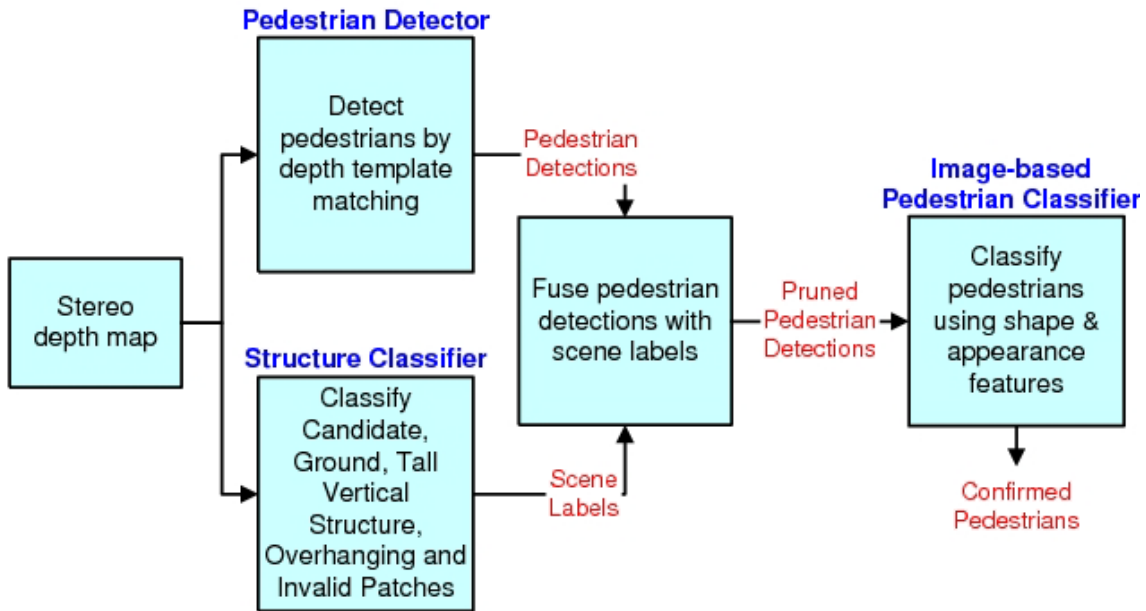 Pedestrian Detector
Detect
pedestrians by
depth template
matching
Pedestrian
Detections
Stereo
depth map
Structure Classifier
Classify
Candidate,
Ground, Tall
Vertical
Structure,
Overhanging and
Invalid Patches
Scene
Labels
Fuse pedestrian
detections with
scene labels
Pruned
Pedestrian
Detections
Image-based
Pedestrian Classifier
Classify
pedestrians
using shape &
appearance
features
Confirmed
Pedestrians